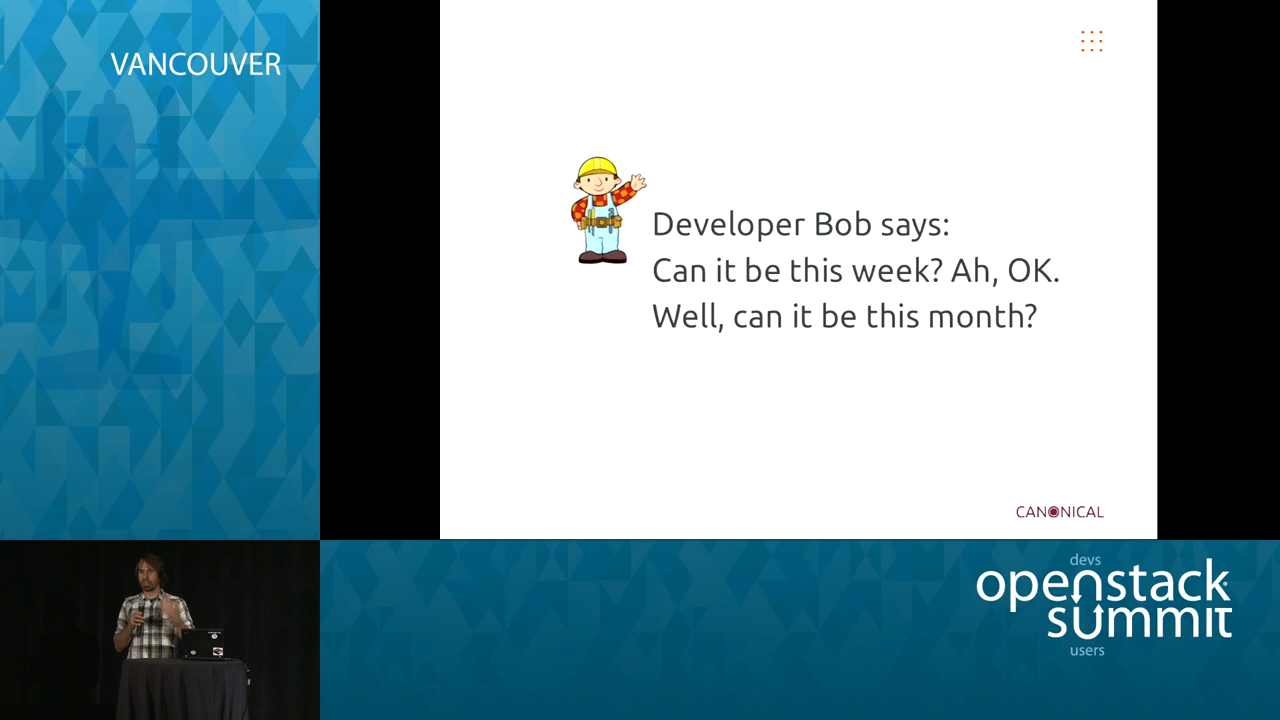 VANCOUVER
Developer Bob says:
Can it be this week? Ah, OK.
Well, can it be this month?
CANONICAL
devs
openstack
summit
users